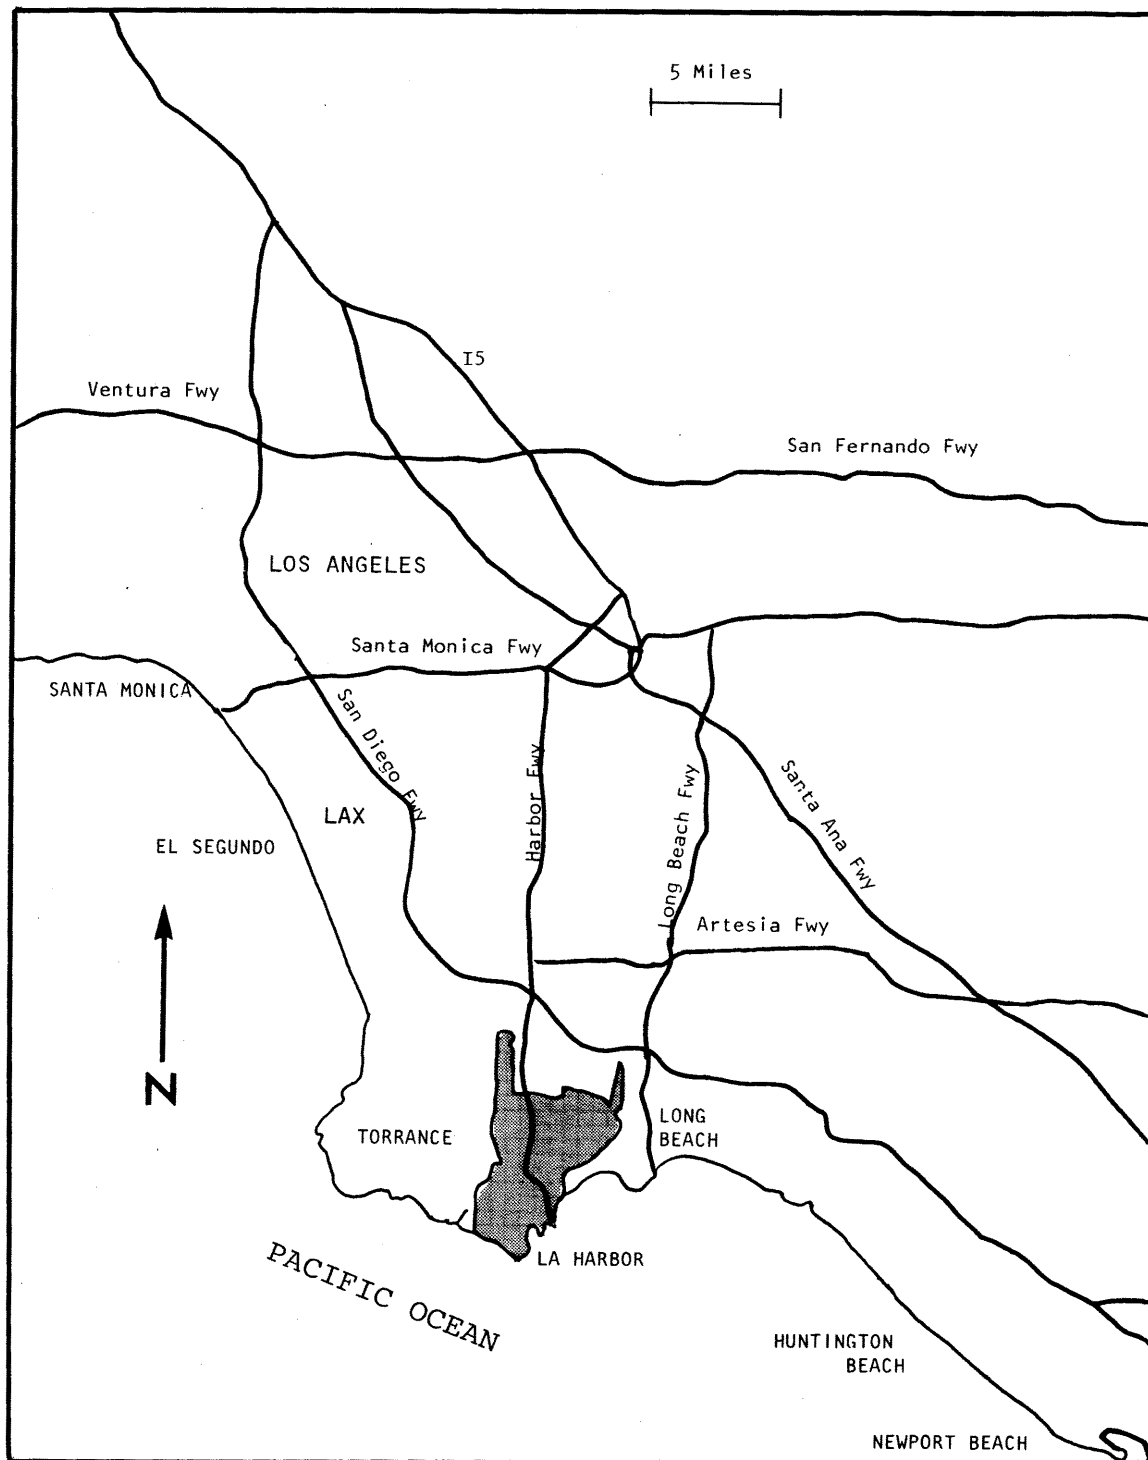 5 Miles
I5
Ventura Fwy
San Fernando Fwy
LOS ANGELES
Santa Monica Fwy
SANTA MONICA
San Diego Fwy
Harbor Fwy
Long Beach Fwy
Santa Ana Fwy
LAX
EL SEGUNDO
Artesia Fwy
N
TORRANCE
LONG
BEACH
LA HARBOR
PACIFIC OCEAN
HUNTINGTON
BEACH
NEWPORT BEACH